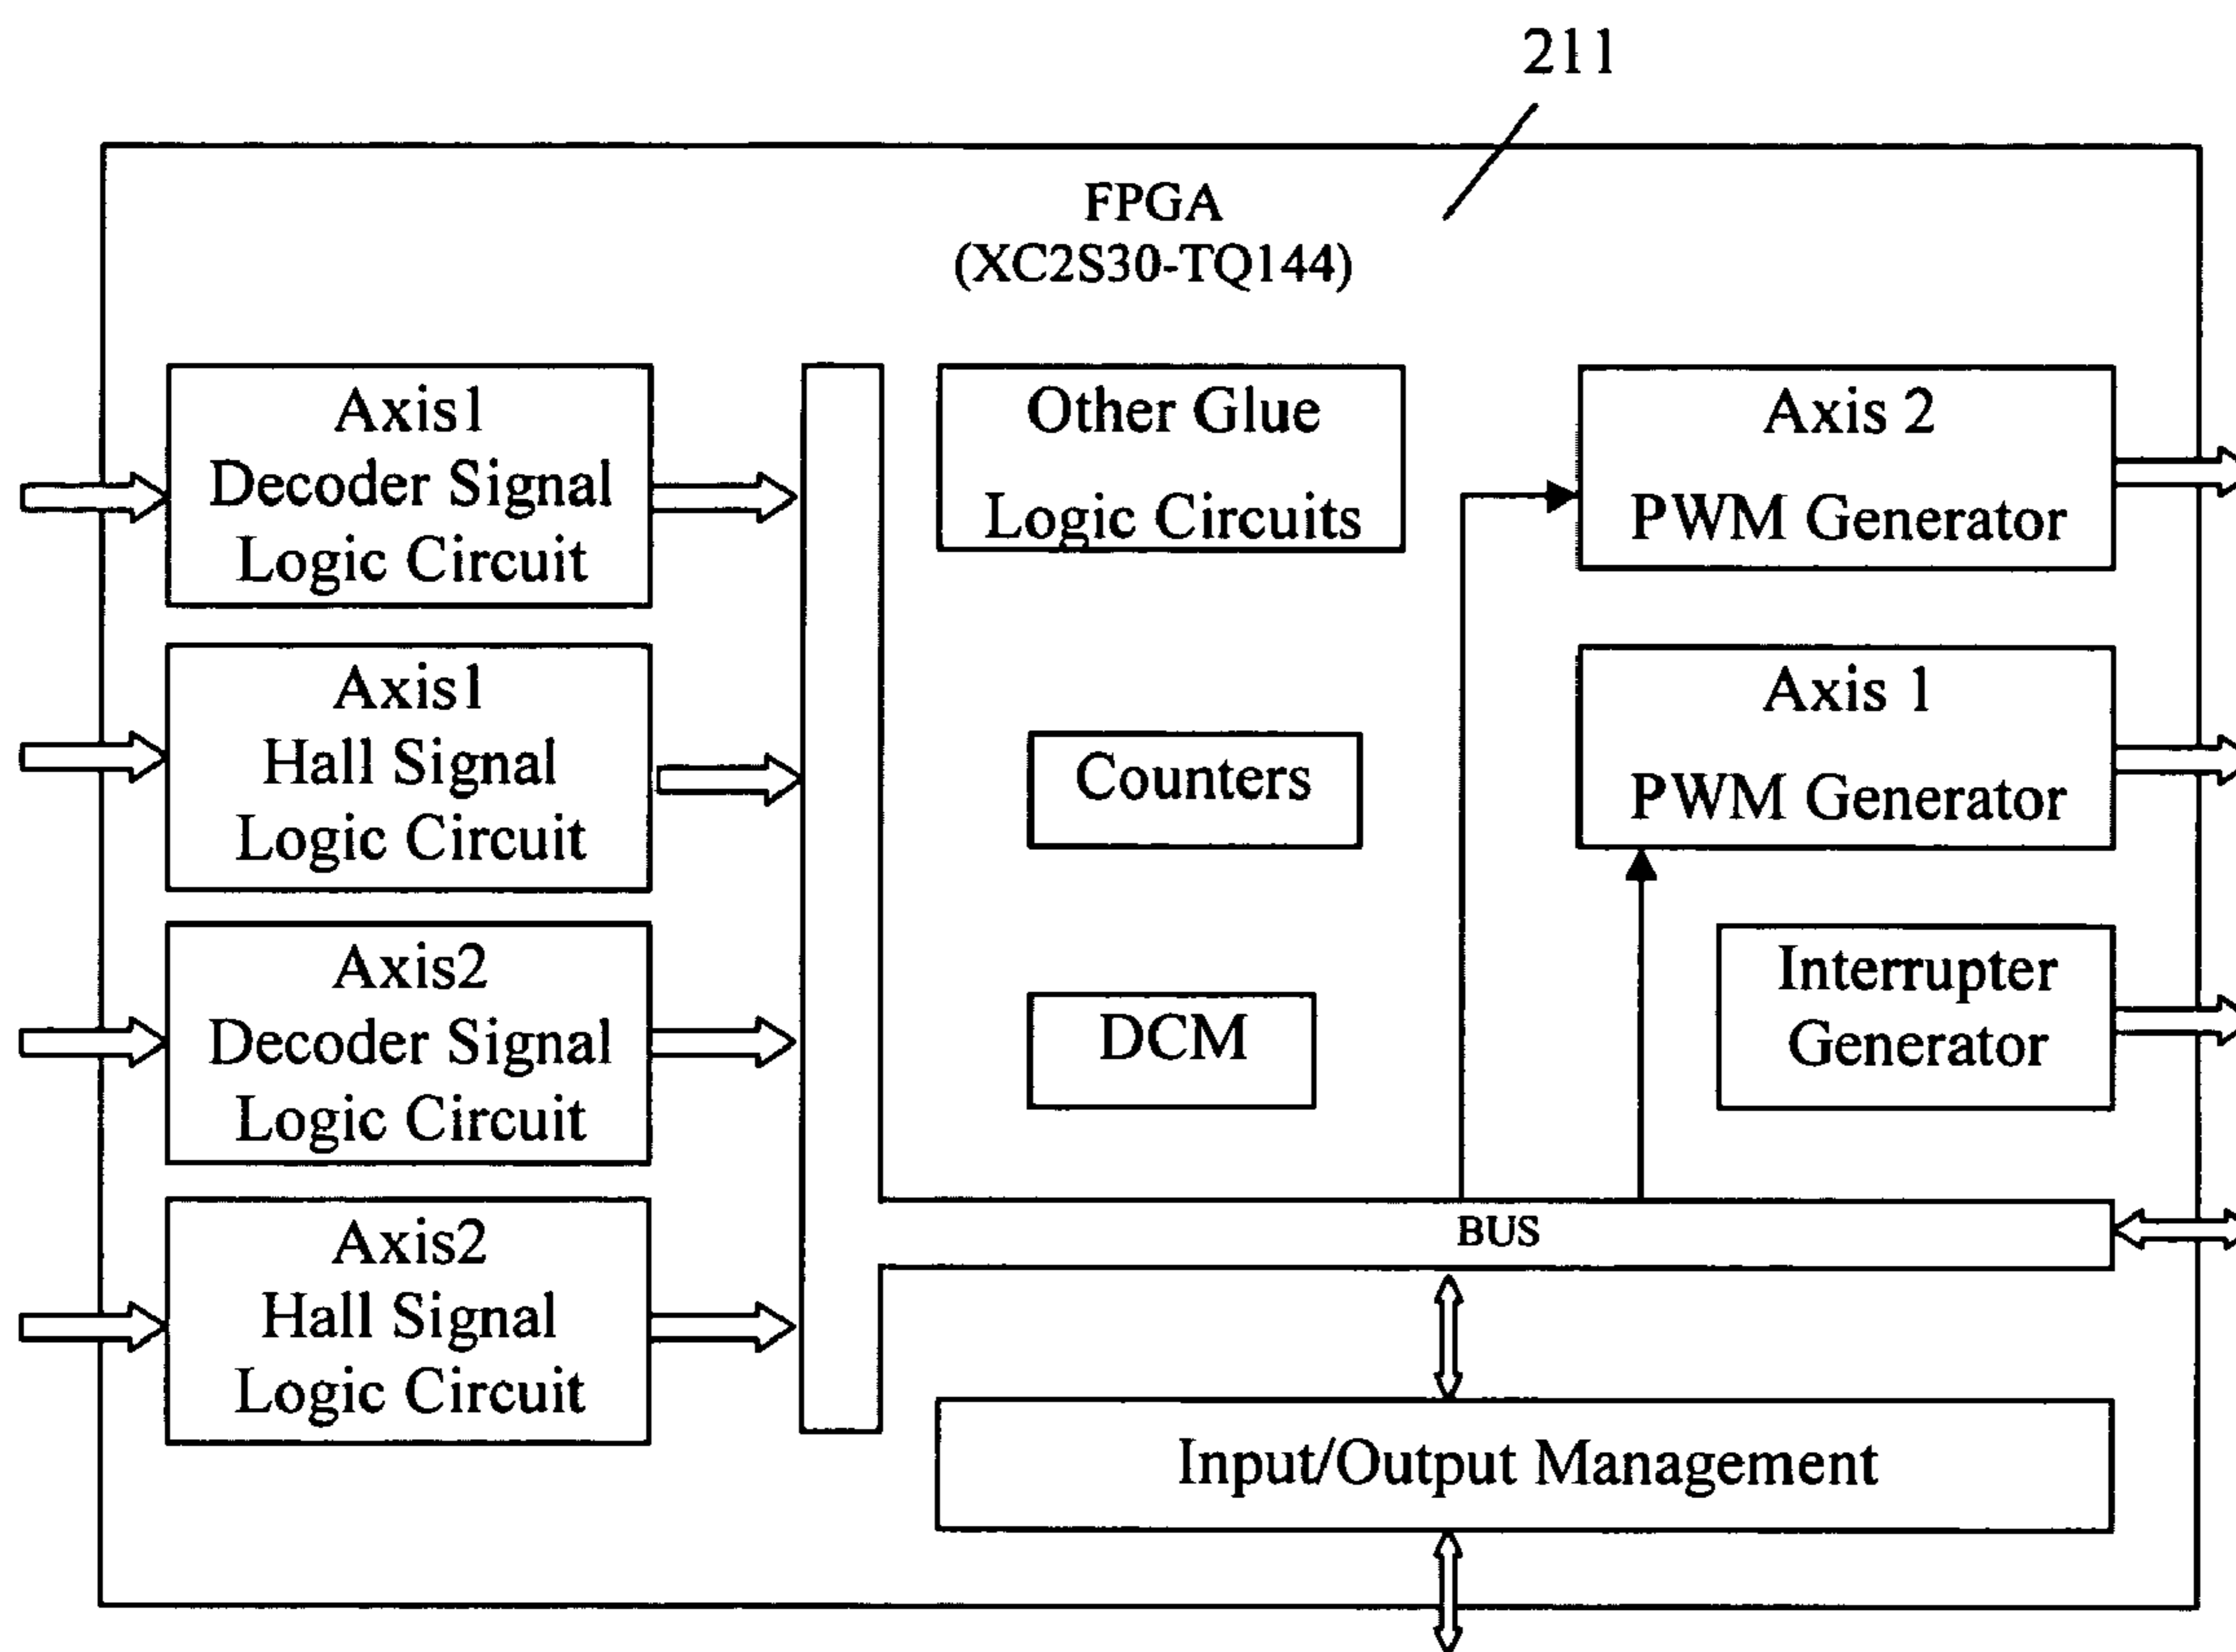 211
FPGA
(XC2S30-TQ144)
Axis1
Decoder Signal
Logic Circuit
Axis1
Hall Signal
Logic Circuit
Axis2
Decoder Signal
Logic Circuit
Axis2
Hall Signal
Logic Circuit
Other Glue
Logic Circuits
Counters
DCM
Axis 2
PWM Generator
Axis 1
PWM Generator
Interrupter
Generator
BUS
Input/Output Management